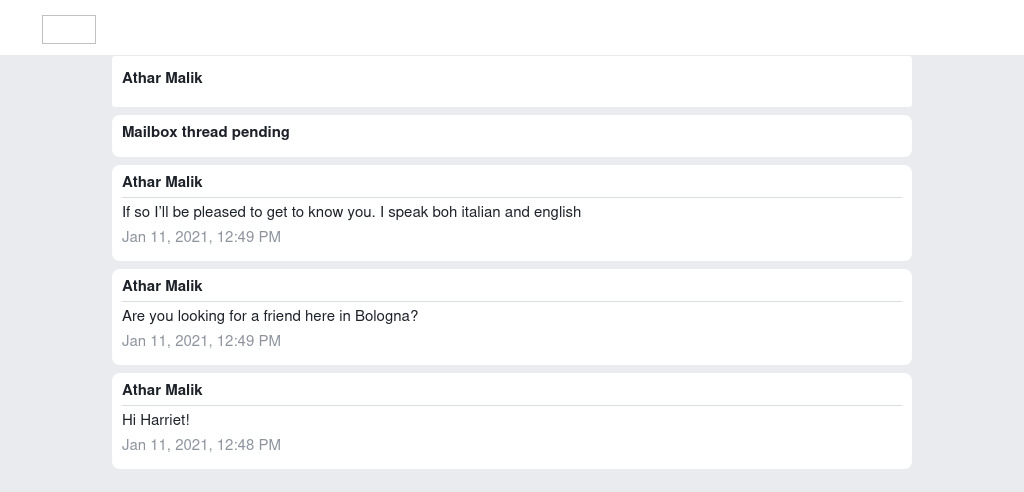 Athar Malik
Mailbox thread pending
Athar Malik
If so I'll be pleased to get to know you. I speak boh italian and english
Jan 11, 2021, 12:49 PM
Athar Malik
Are you looking for a friend here in Bologna?
Jan 11, 2021, 12:49 PM
Athar Malik
Hi Harriet!
Jan 11, 2021, 12:48 PM